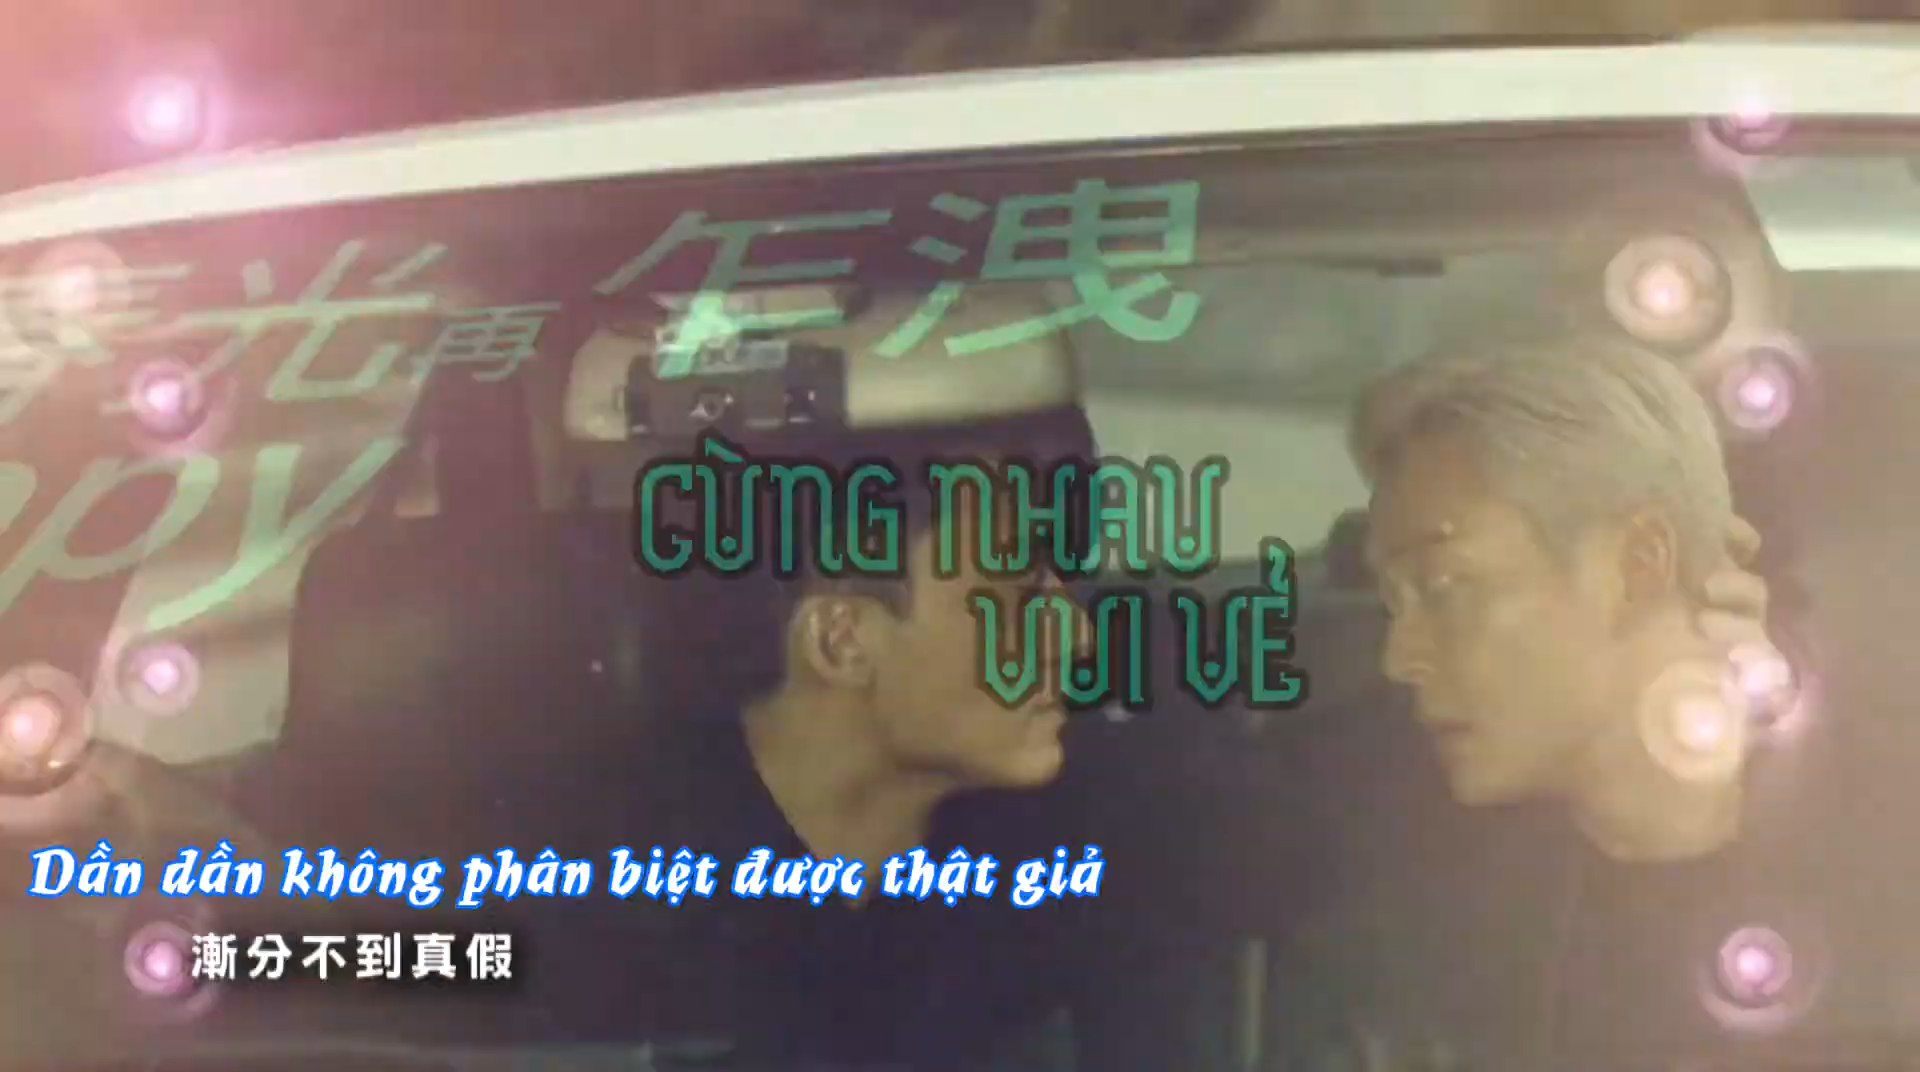 光再乍洩
ppy
CÙNG NHAU
VUI VẺ
Dần dần không phân biệt được thật giả
漸分不到真假